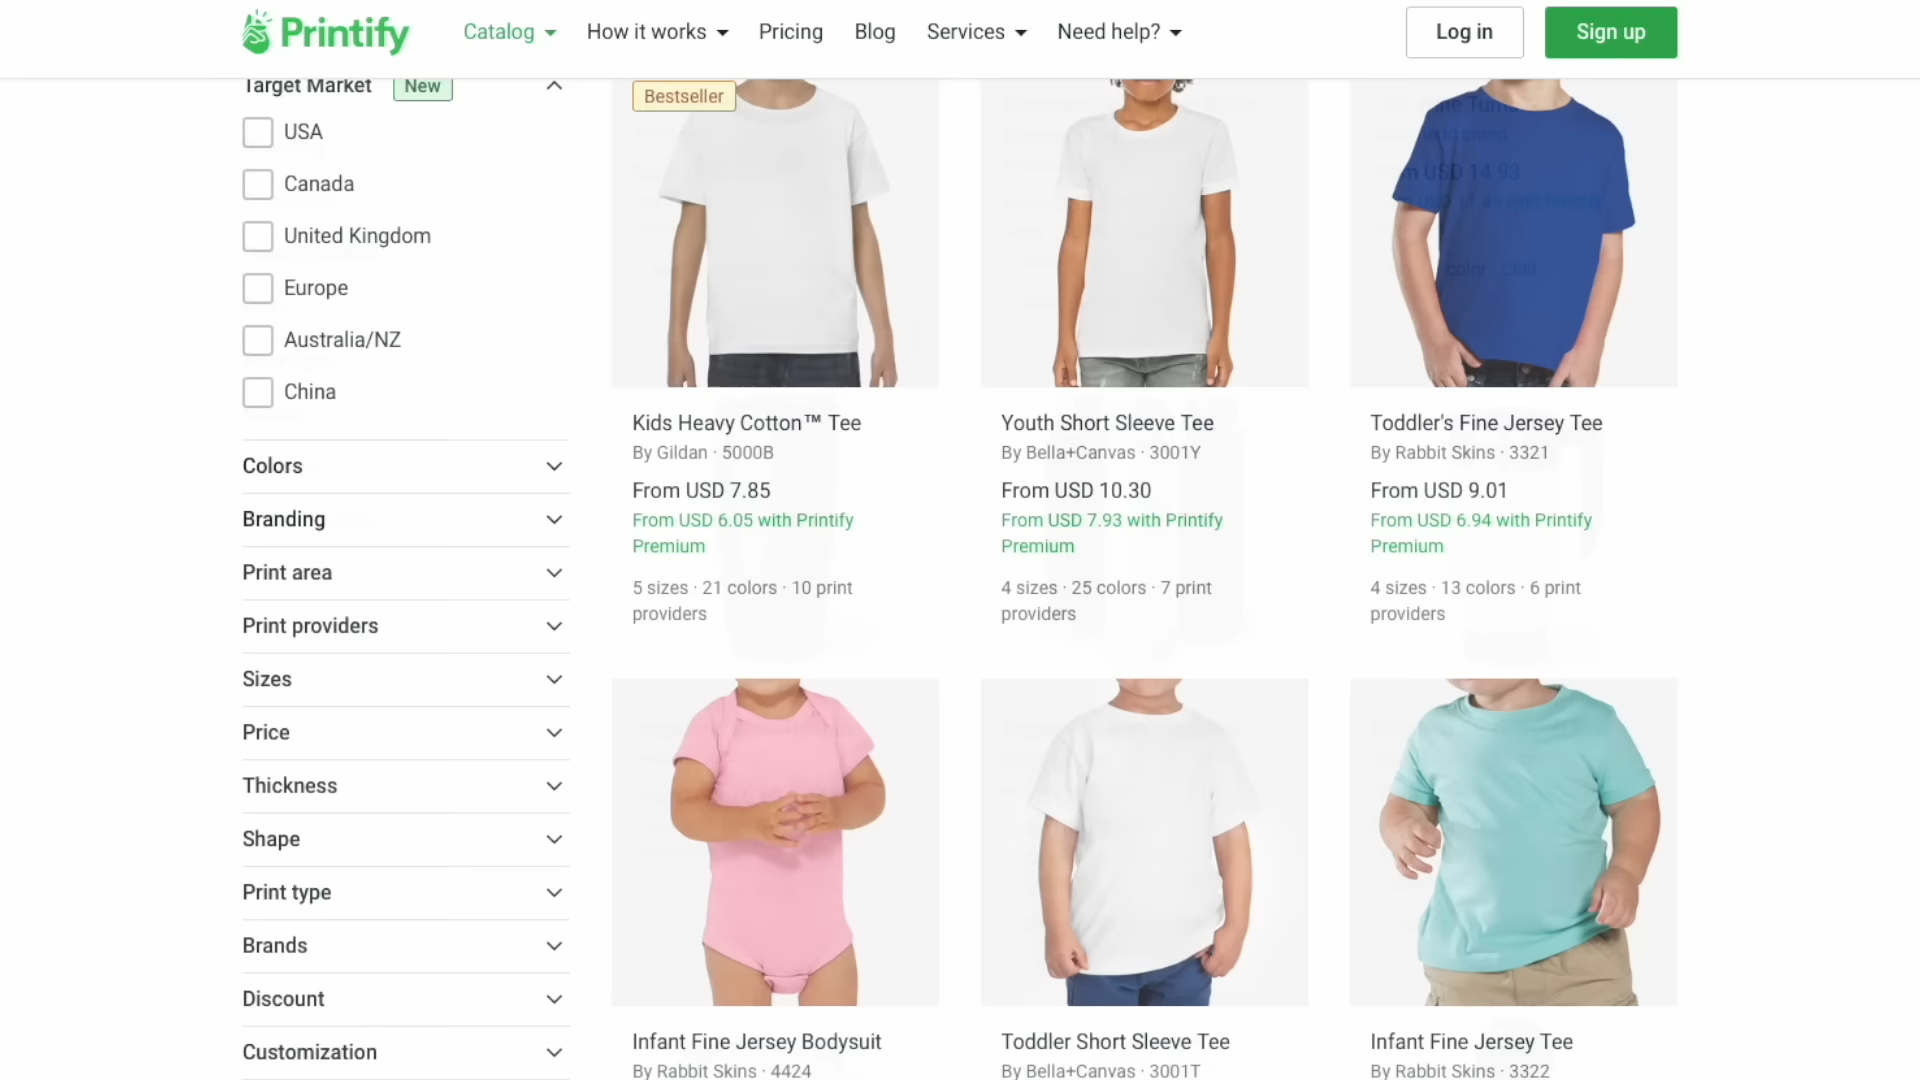 Printify
Catalog
How it works
Pricing
Blog
Services
Need help?
Log in
Sign up
Target Market
New
USA
Canada
United Kingdom
Europe
Australia/NZ
China
Colors
Branding
Print area
Print providers
Sizes
Price
Thickness
Shape
Print type
Brands
Discount
Customization
Bestseller
USD 14.93
Kids Heavy Cotton™ Tee
By Gildan · 5000B
From USD 7.85
From USD 6.05 with Printify
Premium
5 sizes · 21 colors · 10 print
providers
Youth Short Sleeve Tee
By Bella+Canvas · 3001Y
From USD 10.30
From USD 7.93 with Printify
Premium
4 sizes · 25 colors · 7 print
providers
Toddler's Fine Jersey Tee
By Rabbit Skins · 3321
From USD 9.01
From USD 6.94 with Printify
Premium
4 sizes · 13 colors · 6 print
providers
Infant Fine Jersey Bodysuit
By Rabbit Skins · 4424
Toddler Short Sleeve Tee
By Bella+Canvas · 3001T
Infant Fine Jersey Tee
By Rabbit Skins · 3322